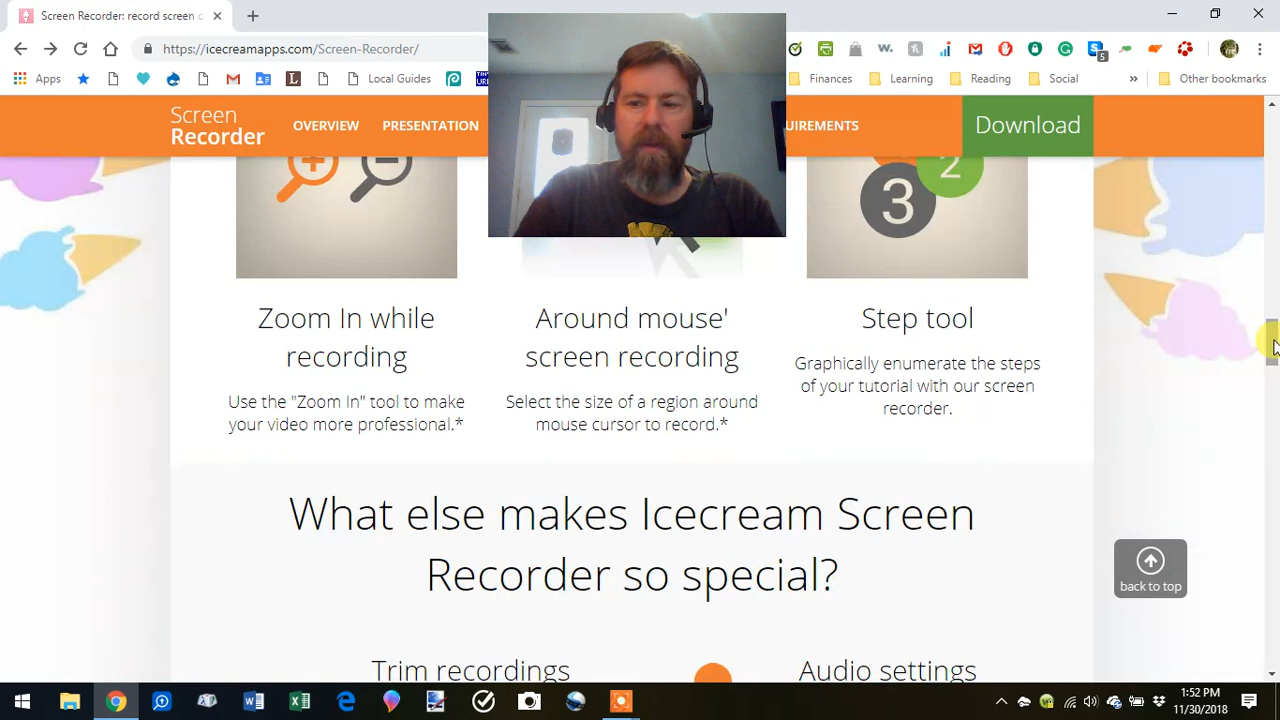 Screen Recorder: record screen o
https://icecreamapps.com/Screen-Recorder/
5
Apps
Local Guides
Finances
Learning
Reading
Social
Other bookmarks
Screen
Recorder
OVERVIEW
PRESENTATION
UIREMENTS
Download
3
2
Zoom In while
recording
Use the "Zoom In" tool to make
your video more professional.*
Around mouse'
screen recording
Select the size of a region around
mouse cursor to record.*
Step tool
Graphically enumerate the steps
of your tutorial with our screen
recorder.
What else makes Icecream Screen
Recorder so special?
back to top
Trim recordings
Audio settings
1:52 PM
11/30/2018